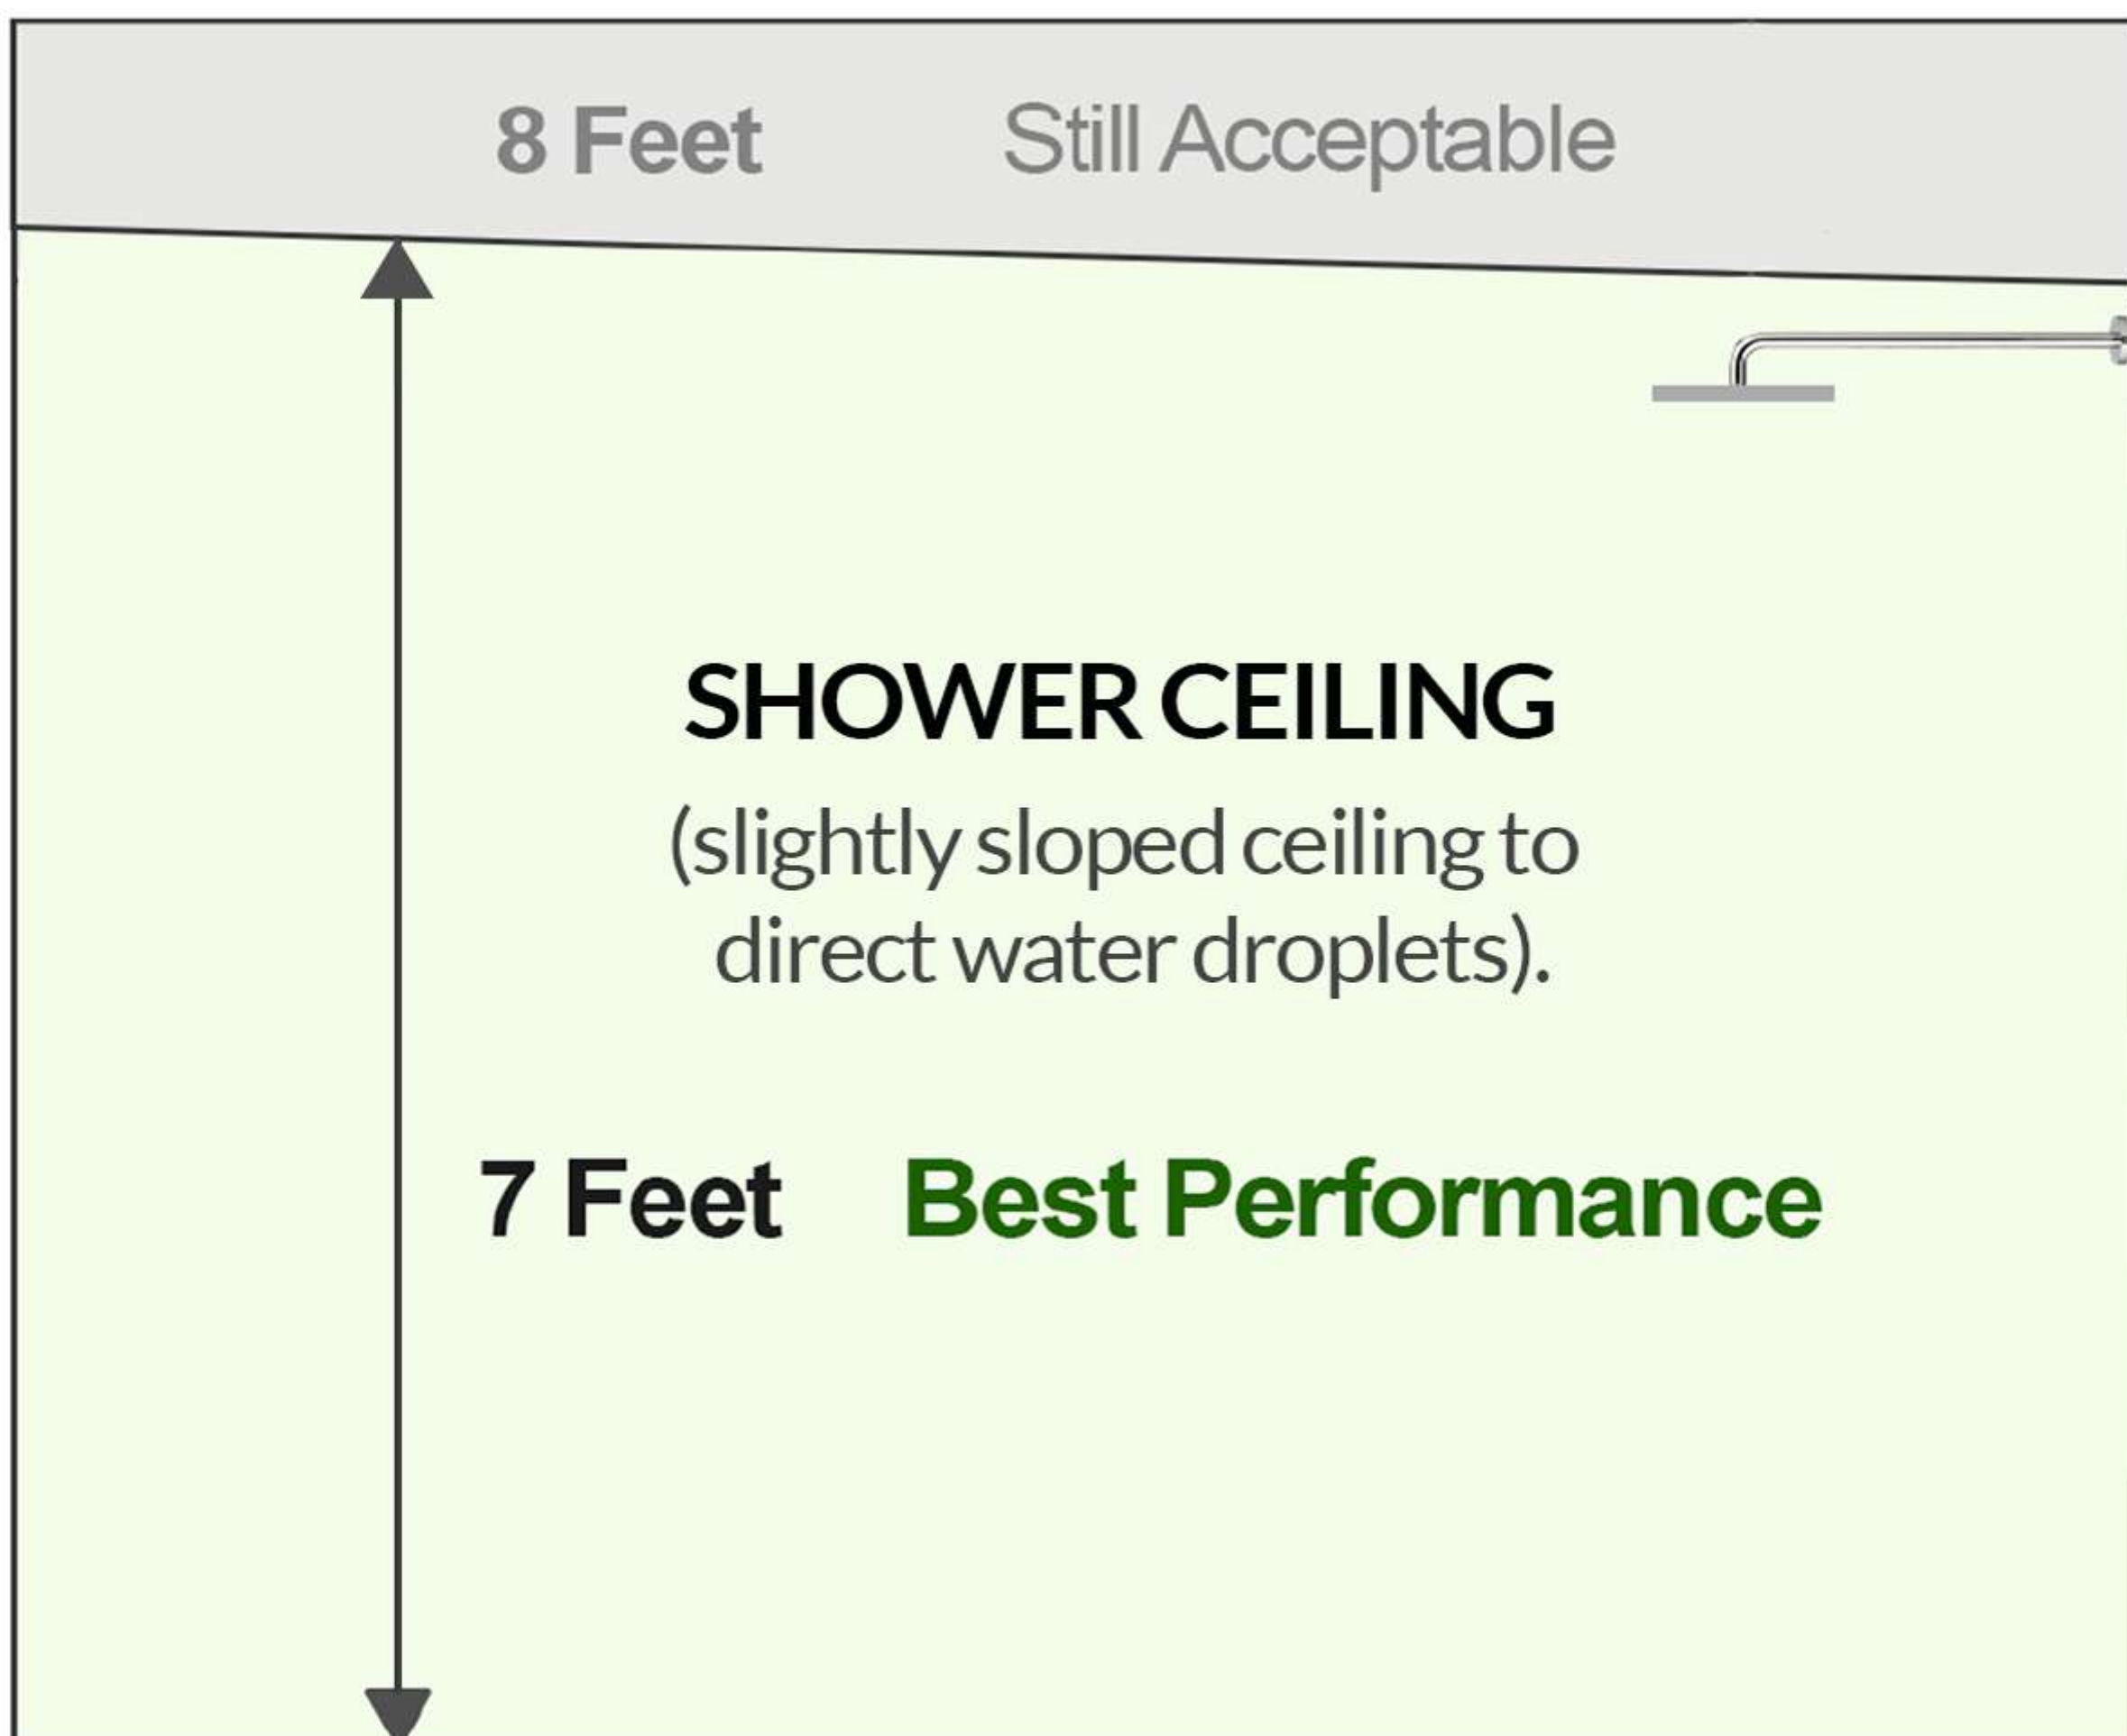 8 Feet Still Acceptable
SHOWER CEILING
(slightly sloped ceiling to
direct water droplets).
7 Feet Best Performance